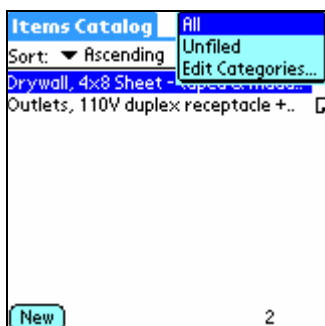 Items Catalog
All
Unfiled
Edit Categories...
Sort: Ascending
Drywall, 4x8 Sheet -
Outlets, 110V duplex receptacle +..
New
2